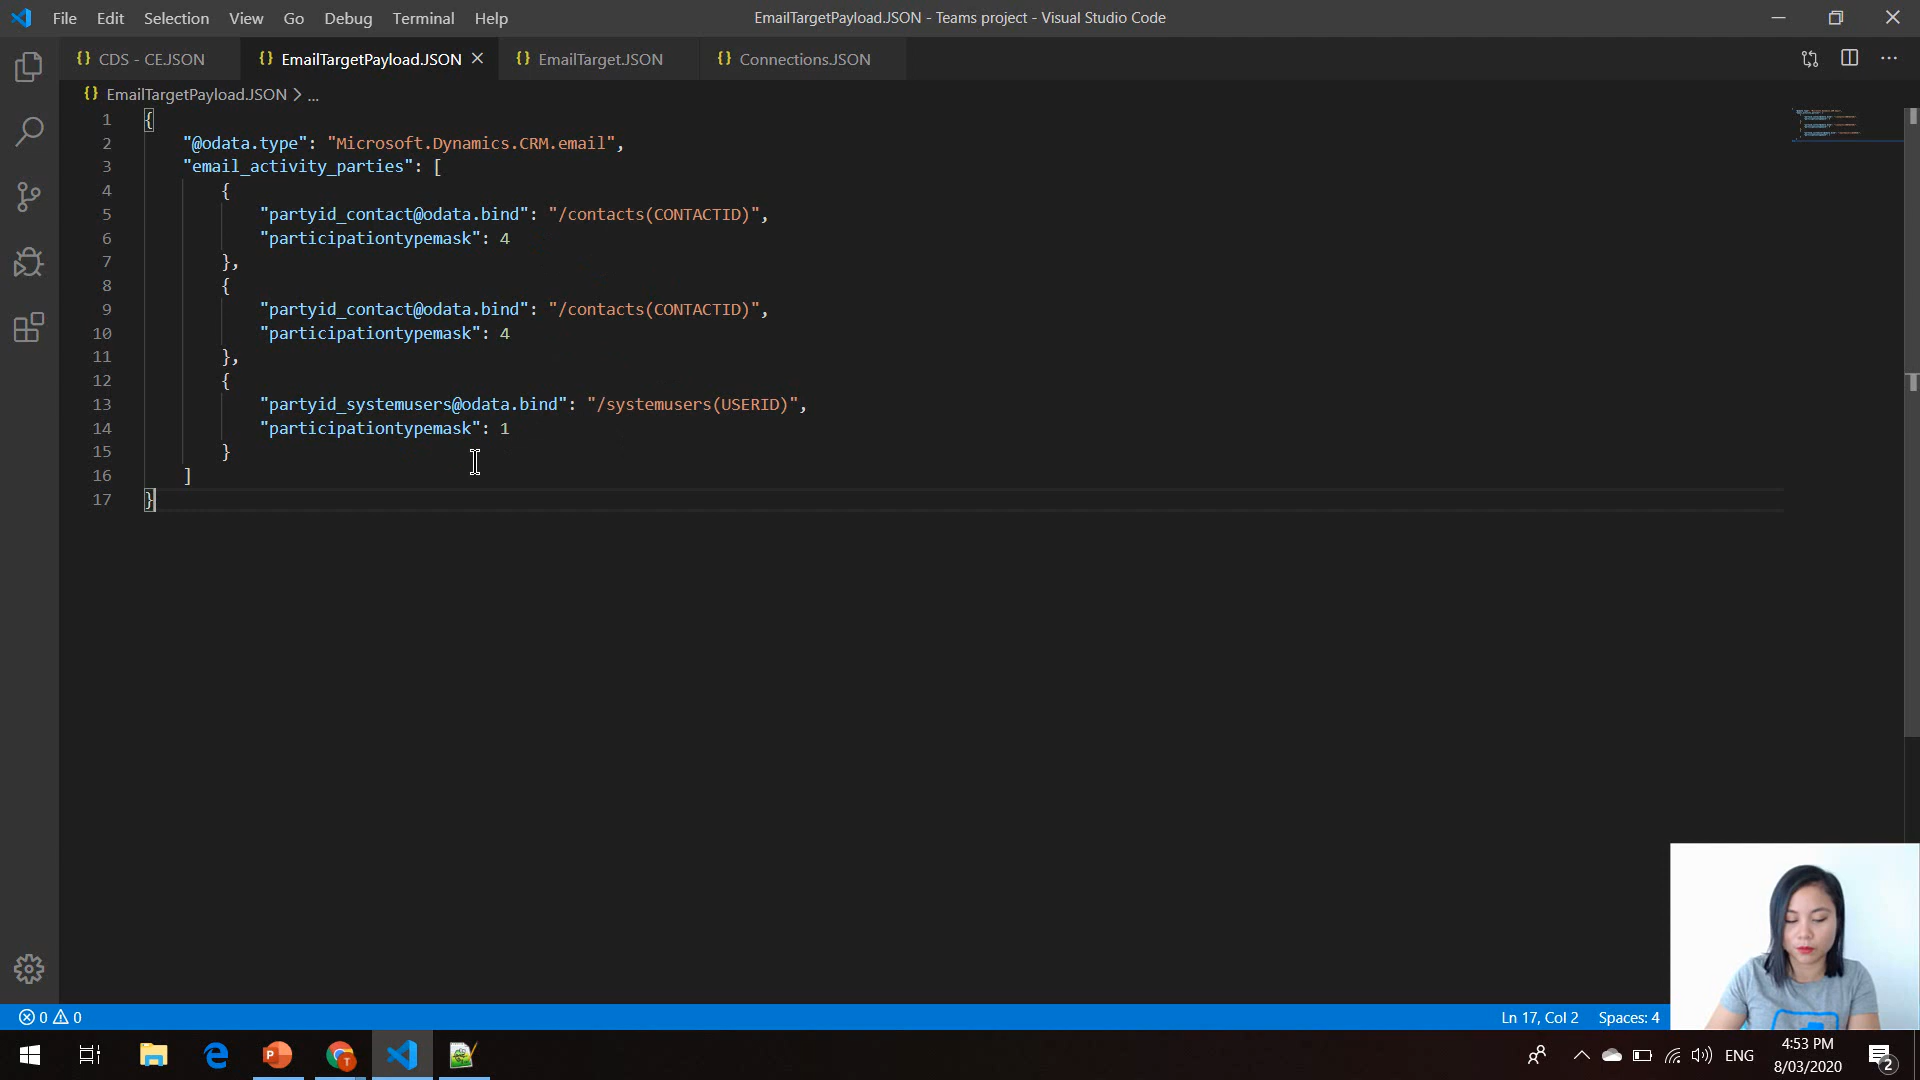 File Edit Selection View Go Debug Terminal Help
EmailTargetPayload.JSON - Teams project - Visual Studio Code
{} CDS - CE.JSON
{} EmailTargetPayload.JSON
{} EmailTarget.JSON
{} Connections.JSON
{} EmailTargetPayload.JSON > ...
1 {
2 "@odata.type": "Microsoft.Dynamics.CRM.email",
3 "email_activity_parties": [
4 {
5 "partyid_contact@odata.bind": "/contacts(CONTACTID)",
6 "participationtypemask": 4
7 },
8 {
9 "partyid_contact@odata.bind": "/contacts(CONTACTID)",
10 "participationtypemask": 4
11 },
12 {
13 "partyid_systemusers@odata.bind": "/systemusers(USERID)",
14 "participationtypemask": 1
15 }
16 ]
17 }
0 0
Ln 17, Col 2 Spaces: 4
P T
ENG
4:53 PM
8/03/2020
2